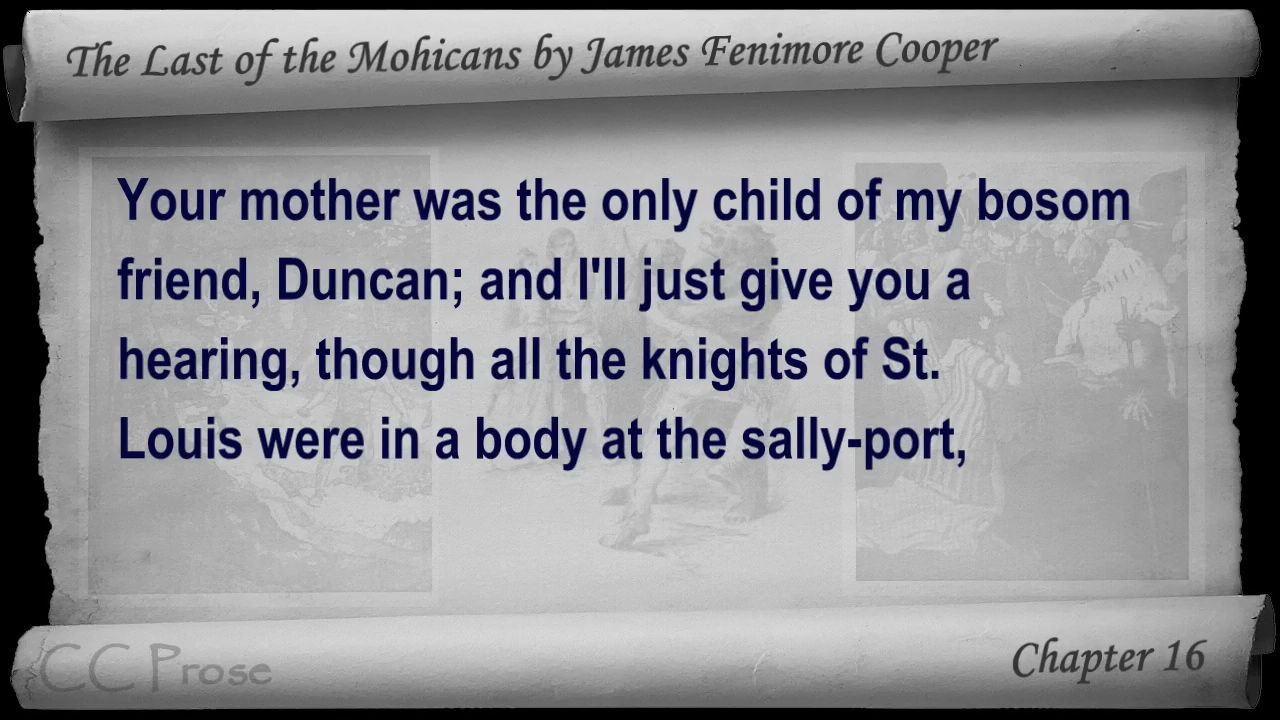 The Last of the Mohicans by James Fenimore Cooper
Your mother was the only child of my bosom
friend, Duncan; and I'll just give you a
hearing, though all the knights of St.
Louis were in a body at the sally-port,
CC Prose
Chapter 16